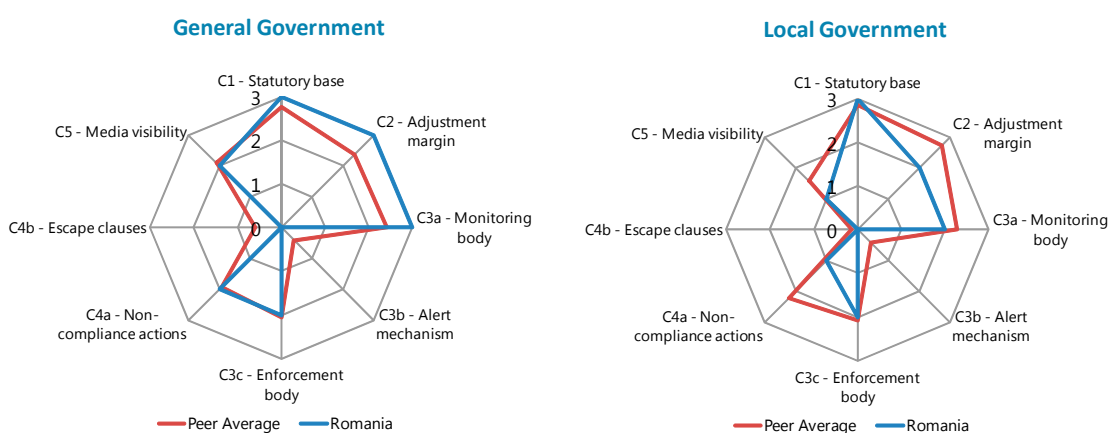 General Government
C1 - Statutory base
3
C5 - Media visibility
C2 - Adjustment
margin
2
1
C4b - Escape clauses
0
C3a - Monitoring
body
C4a - Non-
compliance actions
C3b - Alert
mechanism
C3c - Enforcement
body
Peer Average
Romania
Local Government
C1 - Statutory base
3
C5 - Media visibility
C2 - Adjustment
margin
2
1
C4b - Escape clauses
0
C3a - Monitoring
body
C4a - Non-
compliance actions
C3b - Alert
mechanism
C3c - Enforcement
body
Peer Average
Romania